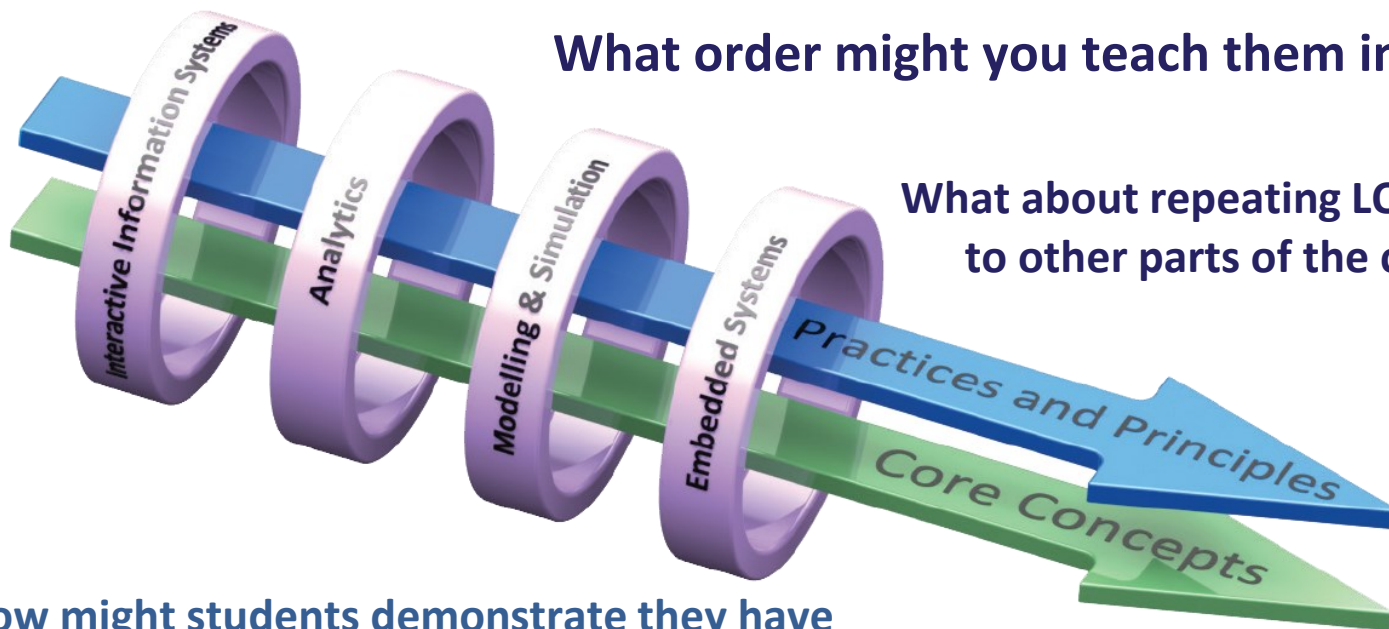 What order might you teach them in
What about repeating LO
to other parts of the
Interactive Information Systems
Analytics
Modelling & Simulation
Embedded Systems
Practices and Principles
Core Concepts
ow might students demonstrate they have